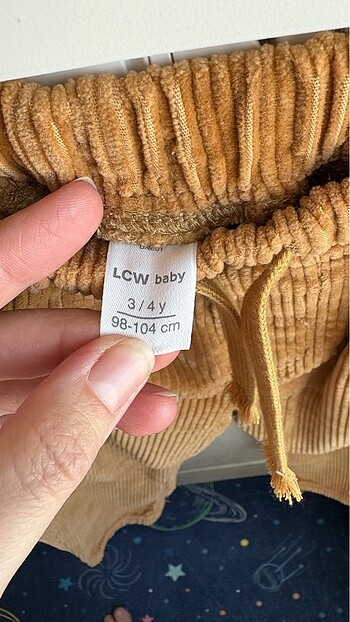 LCW baby
3 / 4 y
98-104 cm